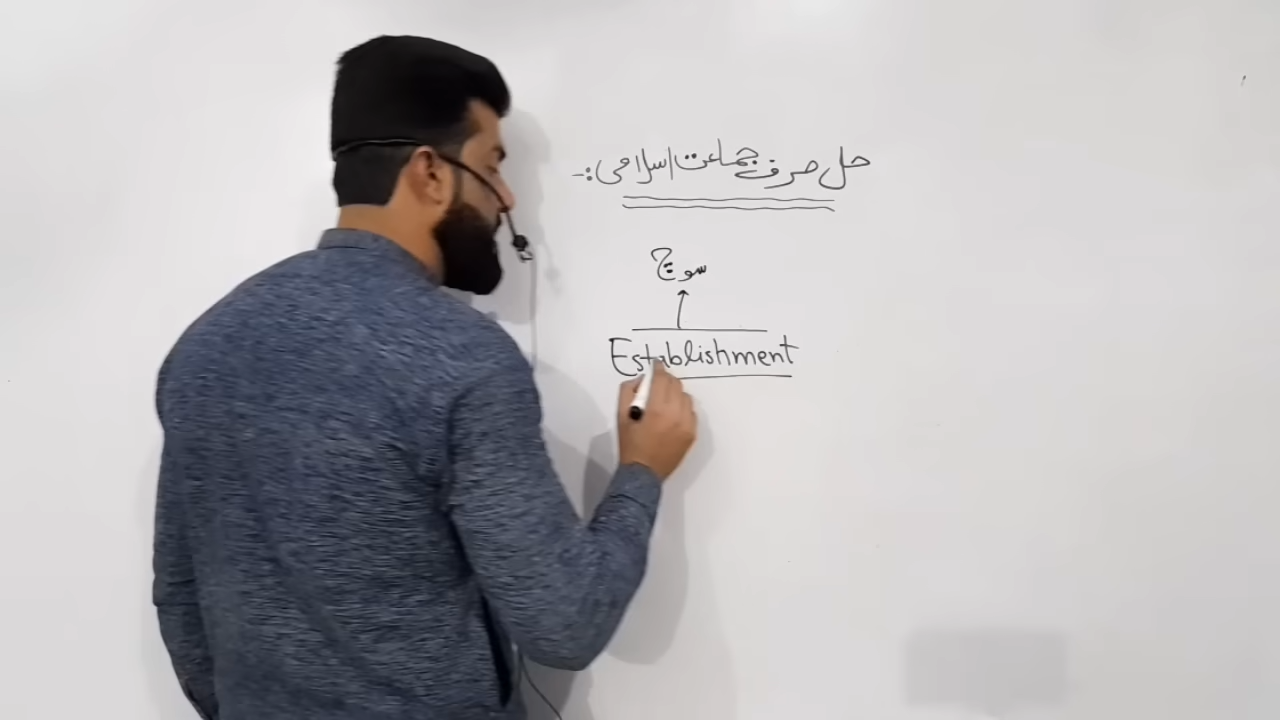 حل صرف جماعت اسلامی :-
سوچ
Establishment